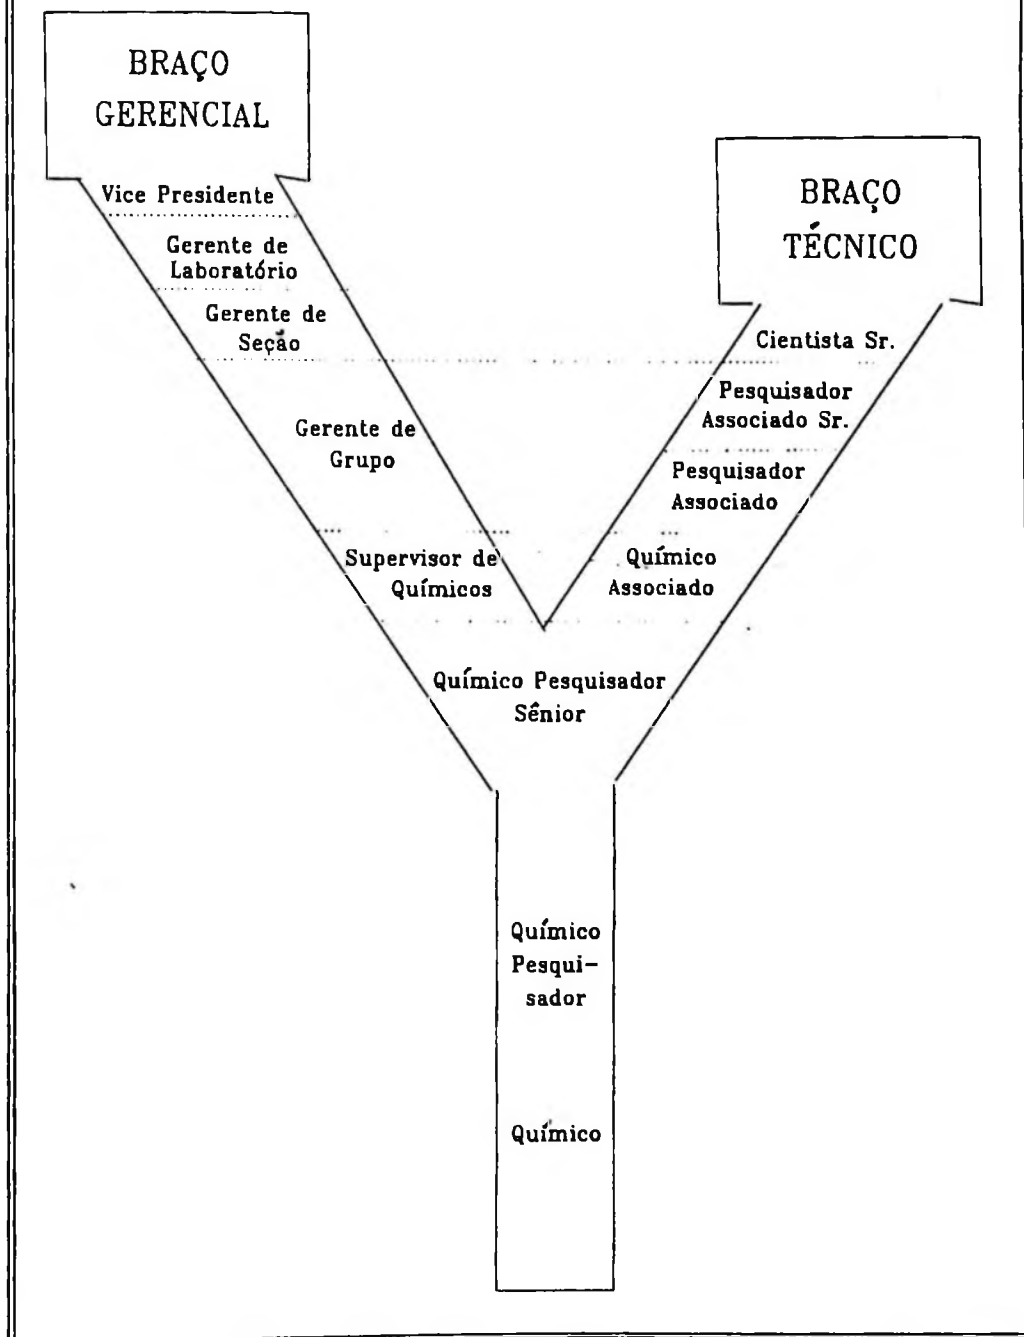 BRAÇO
GERENCIAL
Vice Presidente
Gerente de
Laboratório
Gerente de
Seção
Gerente de
Grupo
Supervisor de
Químicos
BRAÇO
TÉCNICO
Cientista Sr.
Pesquisador
Associado Sr.
Pesquisador
Associado
Químico
Associado
Químico Pesquisador
Sênior
Químico
Pesqui-
sador
Químico